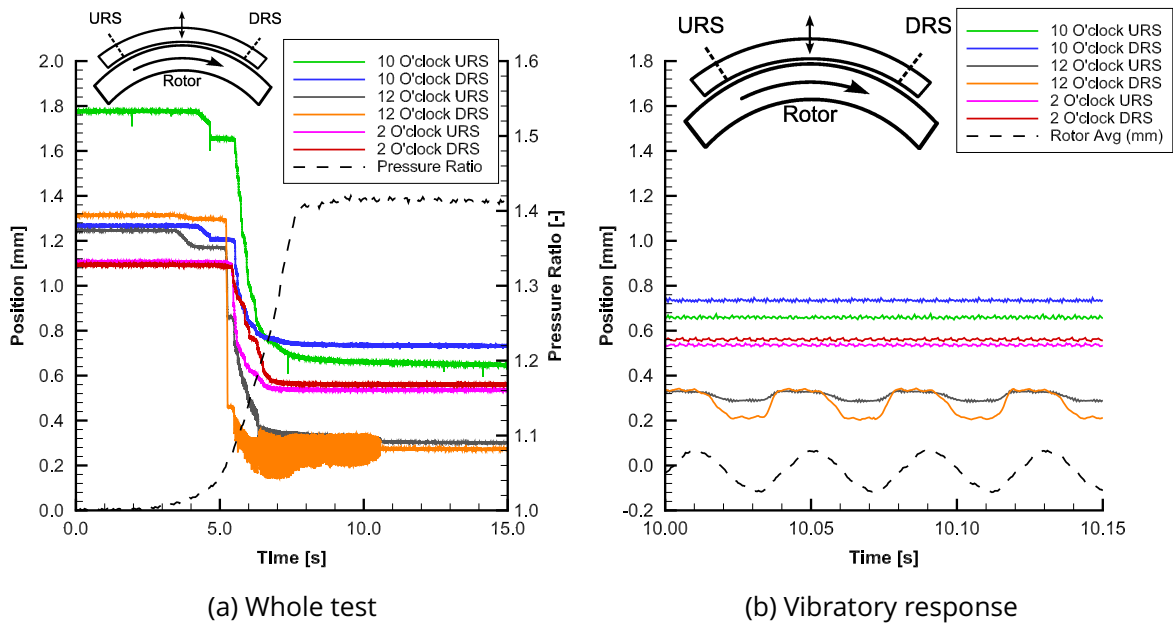 URS
DRS
Rotor
10 O'clock URS
10 O'clock DRS
12 O'clock URS
12 O'clock DRS
2 O'clock URS
2 O'clock DRS
Pressure Ratio
2.0
1.8
1.6
1.4
1.2
1.0
0.8
0.6
0.4
0.2
0.0
Position [mm]
1.6
1.5
1.4
1.3
1.2
1.1
1.0
Pressure Ratio [-]
0.0
5.0
10.0
15.0
Time [s]
(a) Whole test
URS
DRS
Rotor
10 O'clock URS
10 O'clock DRS
12 O'clock URS
12 O'clock DRS
2 O'clock URS
2 O'clock DRS
Rotor Avg (mm)
1.8
1.6
1.4
1.2
1.0
0.8
0.6
0.4
0.2
0.0
-0.2
Position [mm]
10.00
10.05
10.10
10.15
Time [s]
(b) Vibratory response